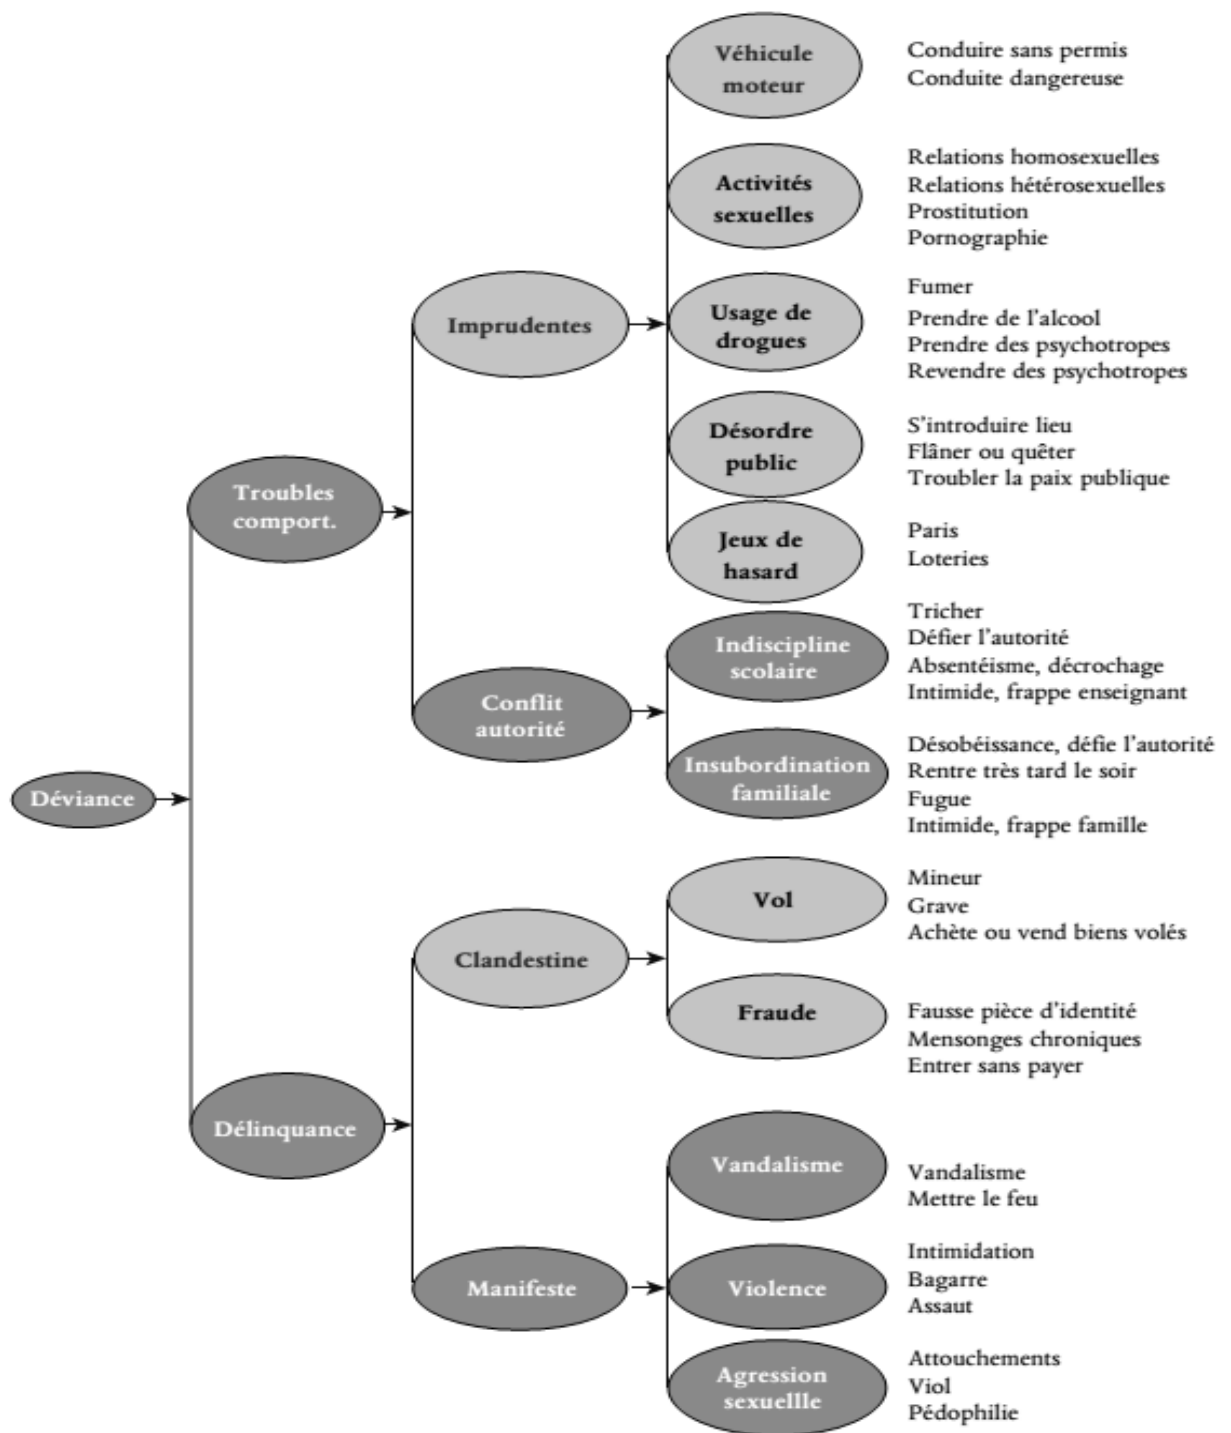 Véhicule
moteur
Conduire sans permis
Conduite dangereuse
Activités
sexuelles
Relations homosexuelles
Relations hétérosexuelles
Prostitution
Pornographie
Imprudentes
Usage de
drogues
Fumer
Prendre de l'alcool
Prendre des psychotropes
Revendre des psychotropes
Désordre
public
S'introduire lieu
Flâner ou quêter
Troubler la paix publique
Troubles
comport.
Jeux de
hasard
Paris
Loteries
Indiscipline
scolaire
Tricher
Défier l'autorité
Absentéisme, décrochage
Intimide, frappe enseignant
Conflit
autorité
Insubordination
familiale
Désobéissance, défie l'autorité
Rentre très tard le soir
Fugue
Intimide, frappe famille
Déviance
Vol
Mineur
Grave
Achète ou vend biens volés
Clandestine
Fraude
Fausse pièce d'identité
Mensonges chroniques
Entrer sans payer
Délinquance
Vandalisme
Vandalisme
Mettre le feu
Manifeste
Violence
Intimidation
Bagarre
Assaut
Agression
sexuellle
Attouchements
Viol
Pédophilie